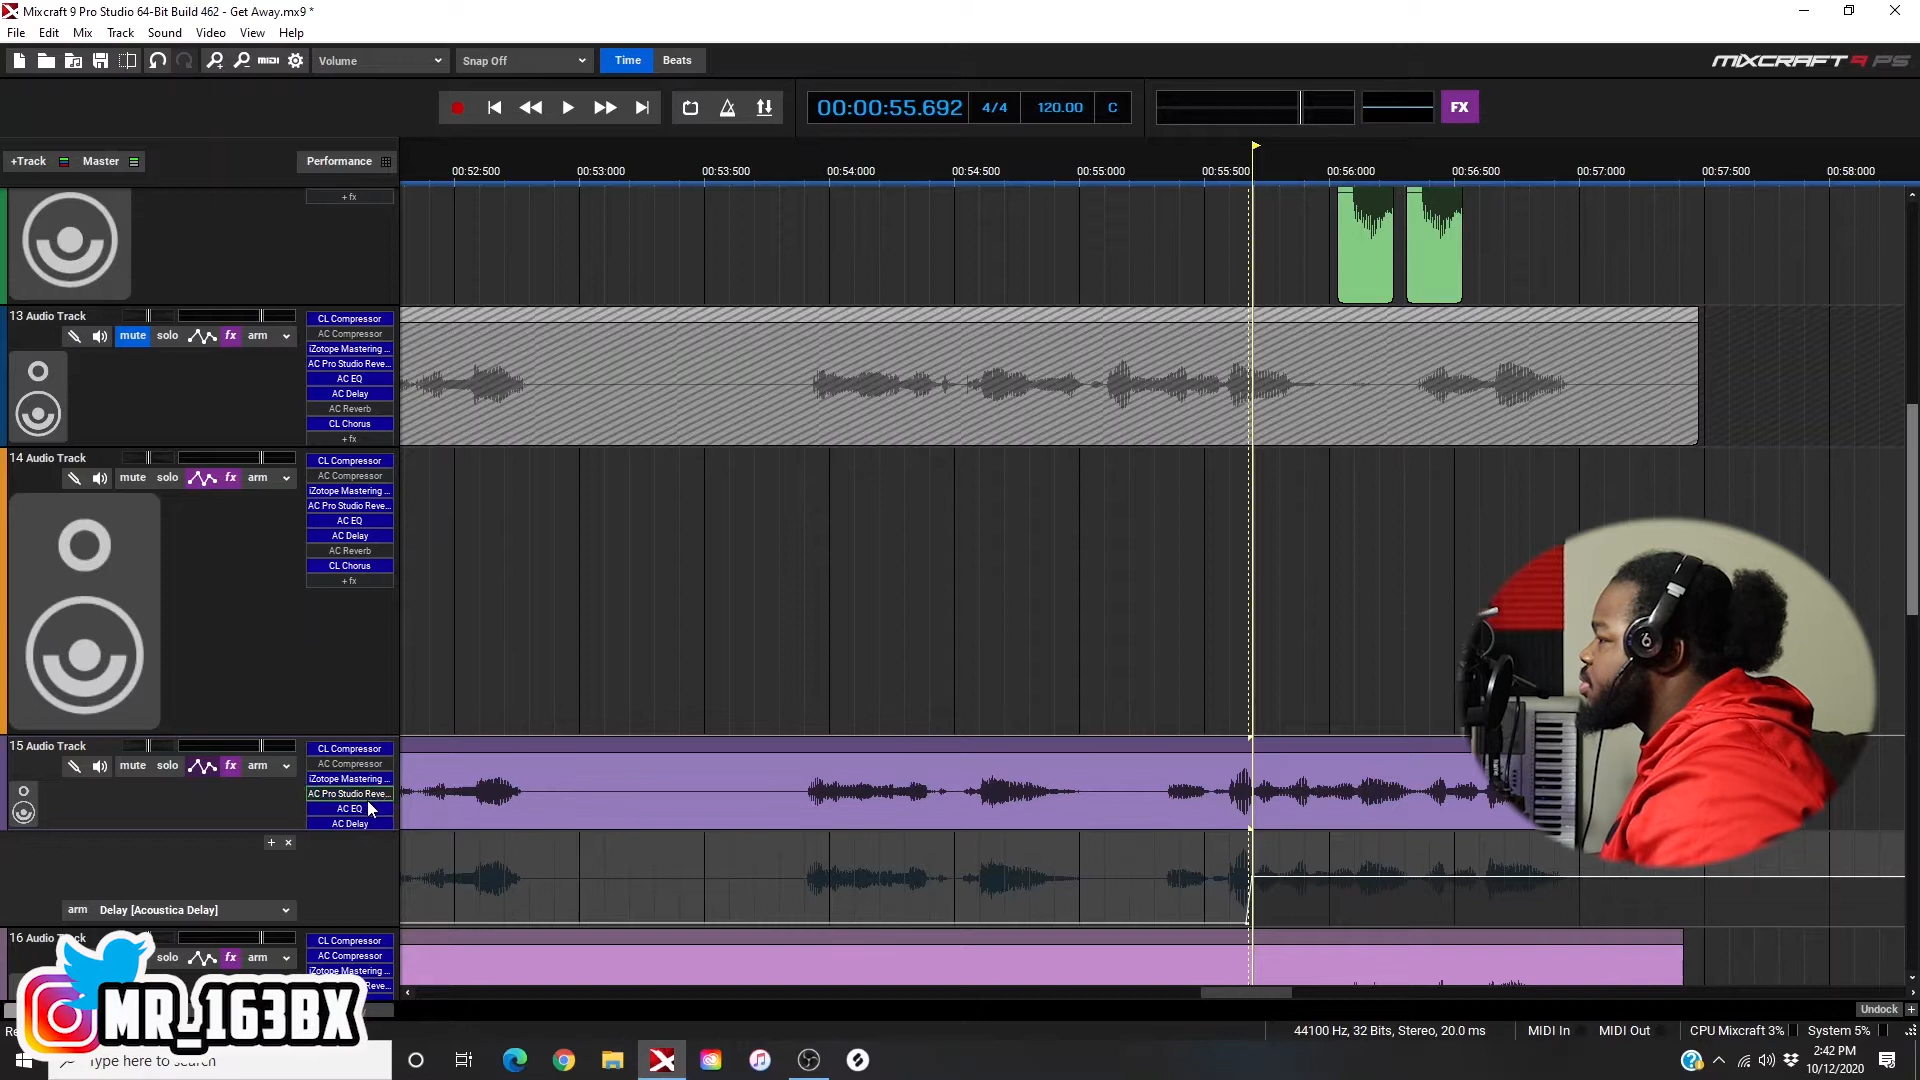 Mixcraft 9 Pro Studio 64-Bit Build 462 - Get Away.mx9 *
File Edit Mix Track Sound Video View Help
MIDI Volume Snap Off Time Beats MIXCRAFT 9 PS
00:00:55.692 4/4 120.00 C FX
+Track Master Performance
00:52:500 00:53:000 00:53:500 00:54:000 00:54:500 00:55:000 00:55:500 00:56:000 00:56:500 00:57:000 00:57:500 00:58:000
+ fx
13 Audio Track
mute solo fx arm
CL Compressor
AC Compressor
iZotope Mastering ...
AC Pro Studio Reve...
AC EQ
AC Delay
AC Reverb
CL Chorus
+ fx
14 Audio Track
mute solo fx arm
CL Compressor
AC Compressor
iZotope Mastering ...
AC Pro Studio Reve...
AC EQ
AC Delay
AC Reverb
CL Chorus
+ fx
15 Audio Track
mute solo fx arm
CL Compressor
AC Compressor
iZotope Mastering ...
AC Pro Studio Reve...
AC EQ
AC Delay
arm Delay [Acoustica Delay]
16 Audio Track
solo fx arm
CL Compressor
AC Compressor
iZotope Mastering ...
Reve...
MR_163BX
Undock
44100 Hz, 32 Bits, Stereo, 20.0 ms MIDI In MIDI Out CPU Mixcraft 3% System 5%
Type here to search
2:42 PM
10/12/2020